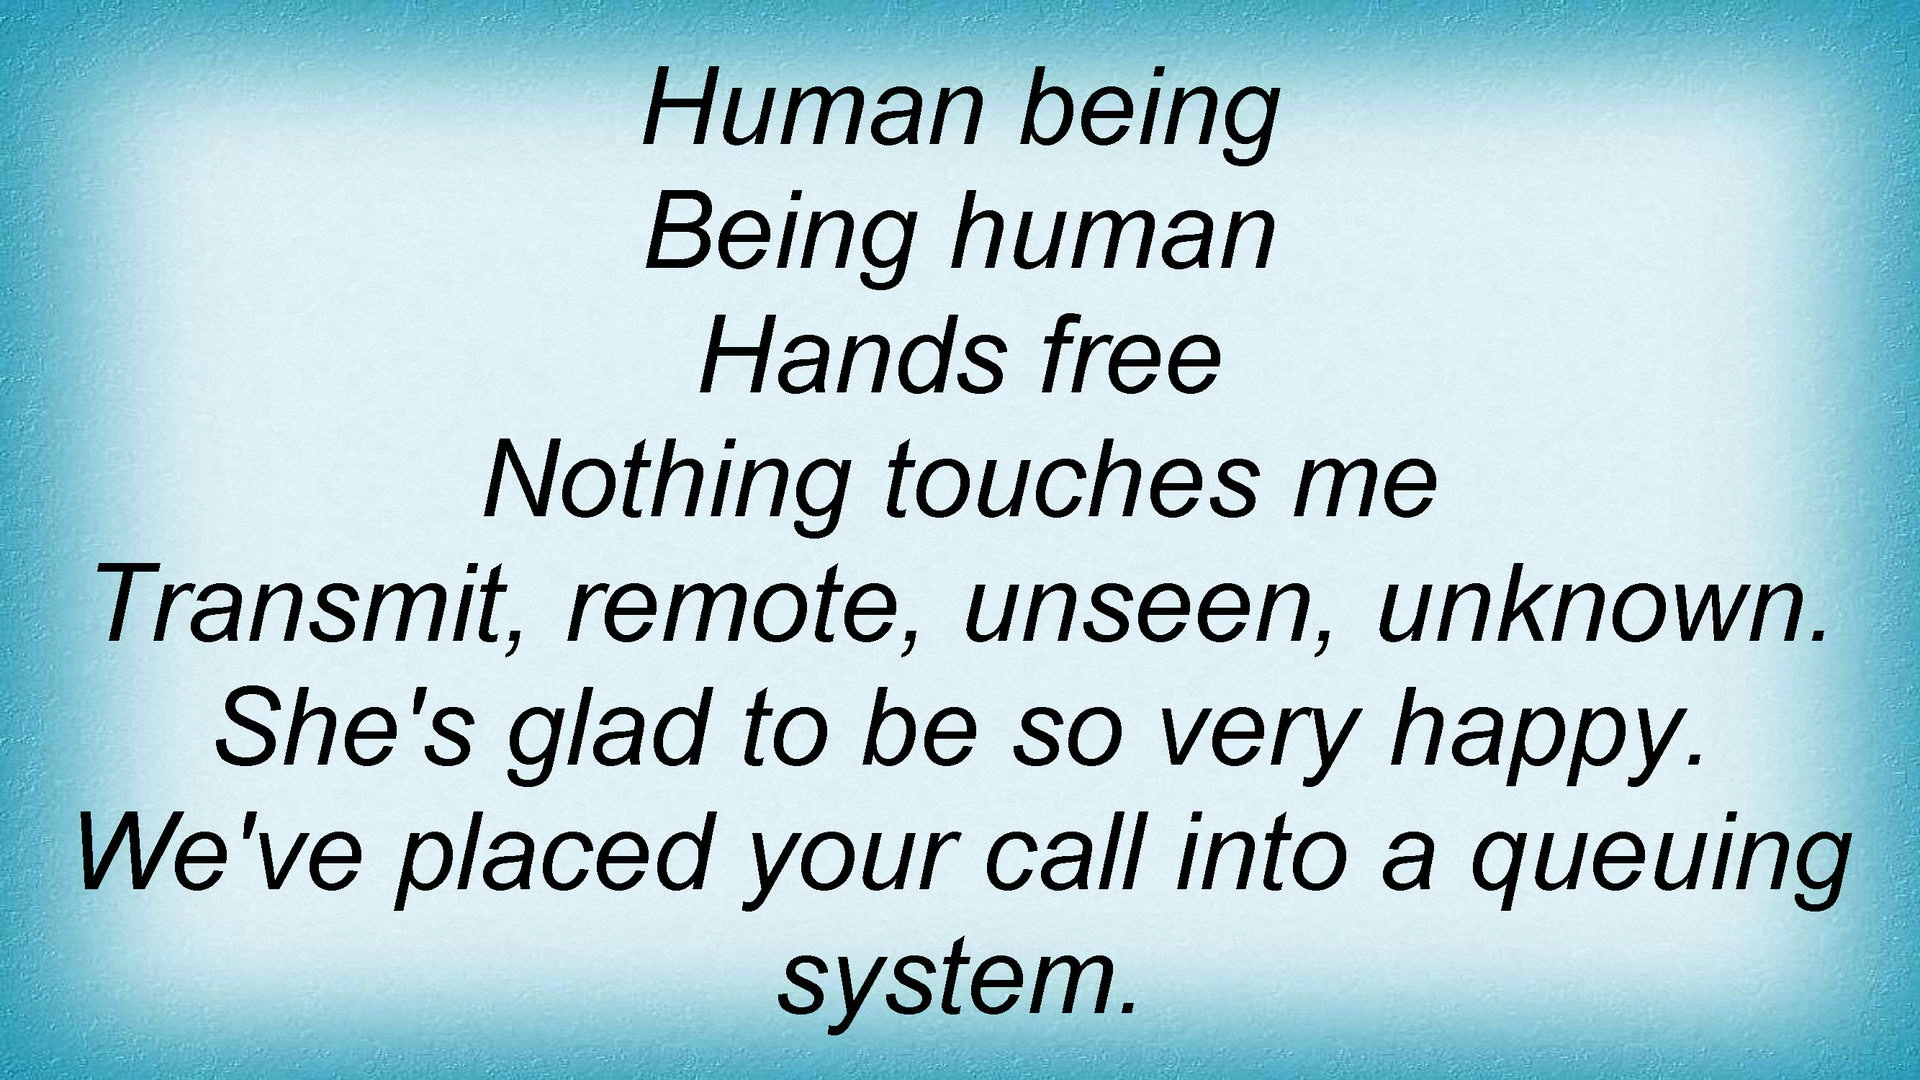 Human being
Being human
Hands free
Nothing touches me
Transmit, remote, unseen, unknown.
She's glad to be so very happy.
We've placed your call into a queuing
system.